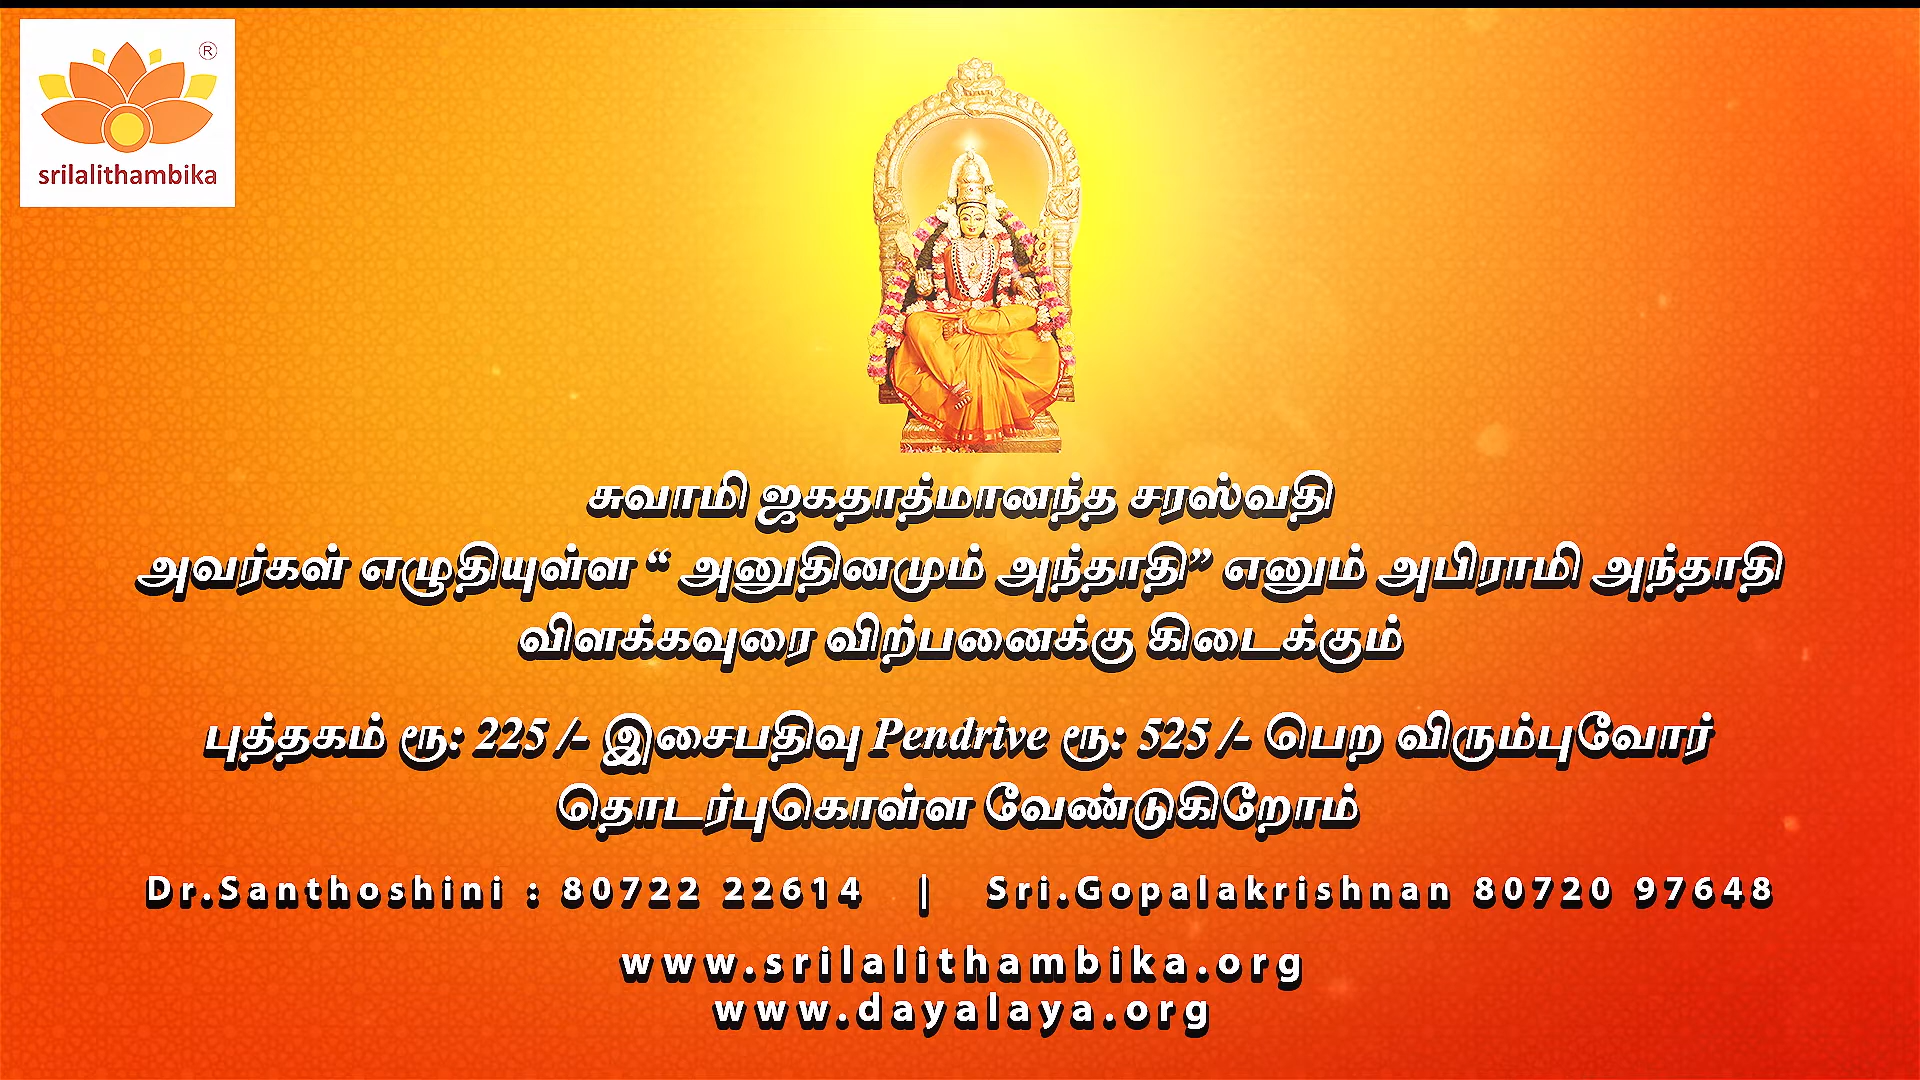 ®
srilalithambika
சுவாமி ஜகதாத்மானந்த சரஸ்வதி
அவர்கள் எழுதியுள்ள “ அனுதினமும் அந்தாதி” எனும் அபிராமி அந்தாதி
விளக்கவுரை விற்பனைக்கு கிடைக்கும்
புத்தகம் ரூ: 225 /- இசைபதிவு Pendrive ரூ: 525 /- பெற விரும்புவோர்
தொடர்புகொள்ள வேண்டுகிறோம்
Dr.Santhoshini : 80722 22614 | Sri.Gopalakrishnan 80720 97648
www.srilalithambika.org
www.dayalaya.org